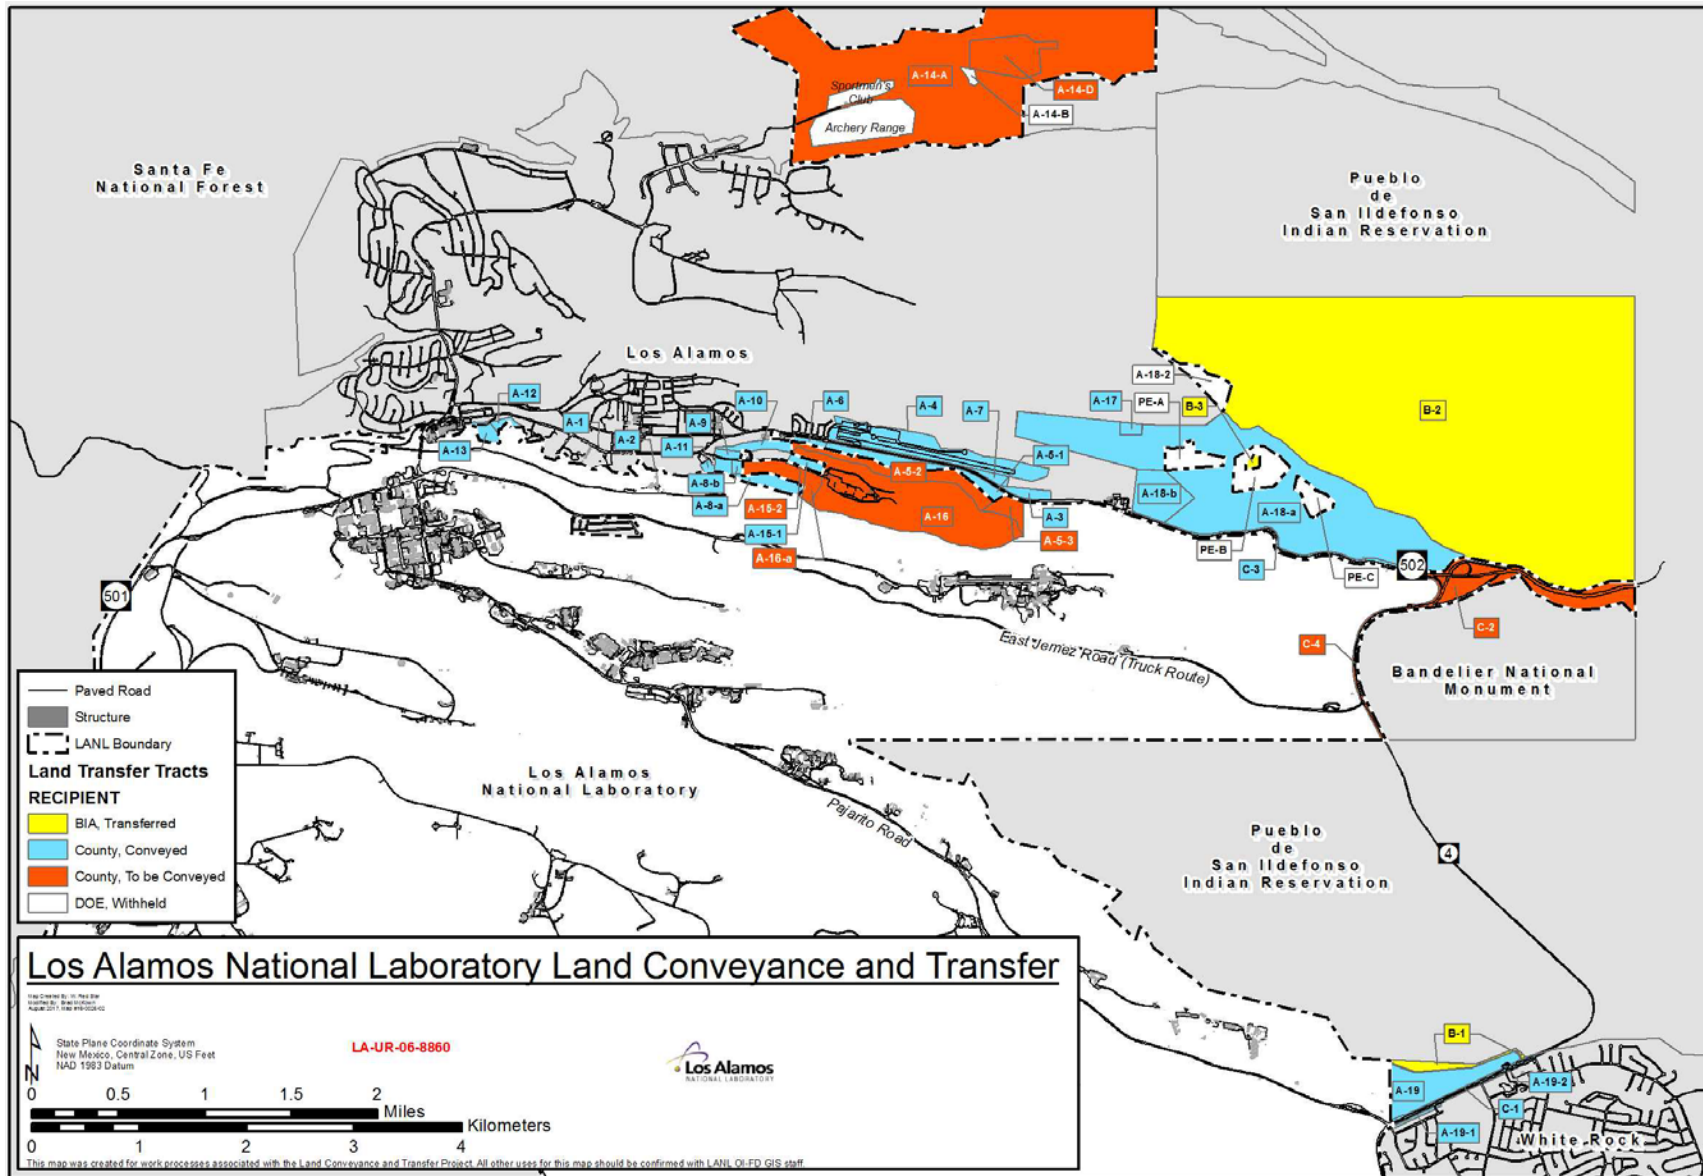 A-14-A
A-14-D
A-14-B
Sportmen's
Club
Archery Range
Santa Fe
National Forest
Pueblo
de
San Ildefonso
Indian Reservation
Los Alamos
A-18-2
PE-A
B-3
B-2
A-12
A-13
A-1
A-2
A-9
A-11
A-10
A-6
A-4
A-7
A-17
A-5-1
A-5-2
A-8-b
A-8-a
A-15-2
A-15-1
A-16-a
A-16
A-3
A-5-3
A-18-b
A-18-a
PE-B
C-3
PE-C
502
501
C-2
C-4
East Jemez Road (Truck Route)
Bandelier National
Monument
Paved Road
Structure
LANL Boundary
Land Transfer Tracts
RECIPIENT
BIA, Transferred
County, Conveyed
County, To be Conveyed
DOE, Withheld
Los Alamos
National Laboratory
Pajarito Road
Pueblo
de
San Ildefonso
Indian Reservation
4
B-1
A-19
A-19-2
C-1
A-19-1
White Rock
Los Alamos National Laboratory Land Conveyance and Transfer
State Plane Coordinate System
New Mexico, Central Zone, US Feet
NAD 1983 Datum
LA-UR-06-8860
Los Alamos
NATIONAL LABORATORY
N
0 0.5 1 1.5 2
Miles
Kilometers
0 1 2 3 4
This map was created for work processes associated with the Land Conveyance and Transfer Project. All other uses for this map should be confirmed with LANL OI-FD GIS staff.